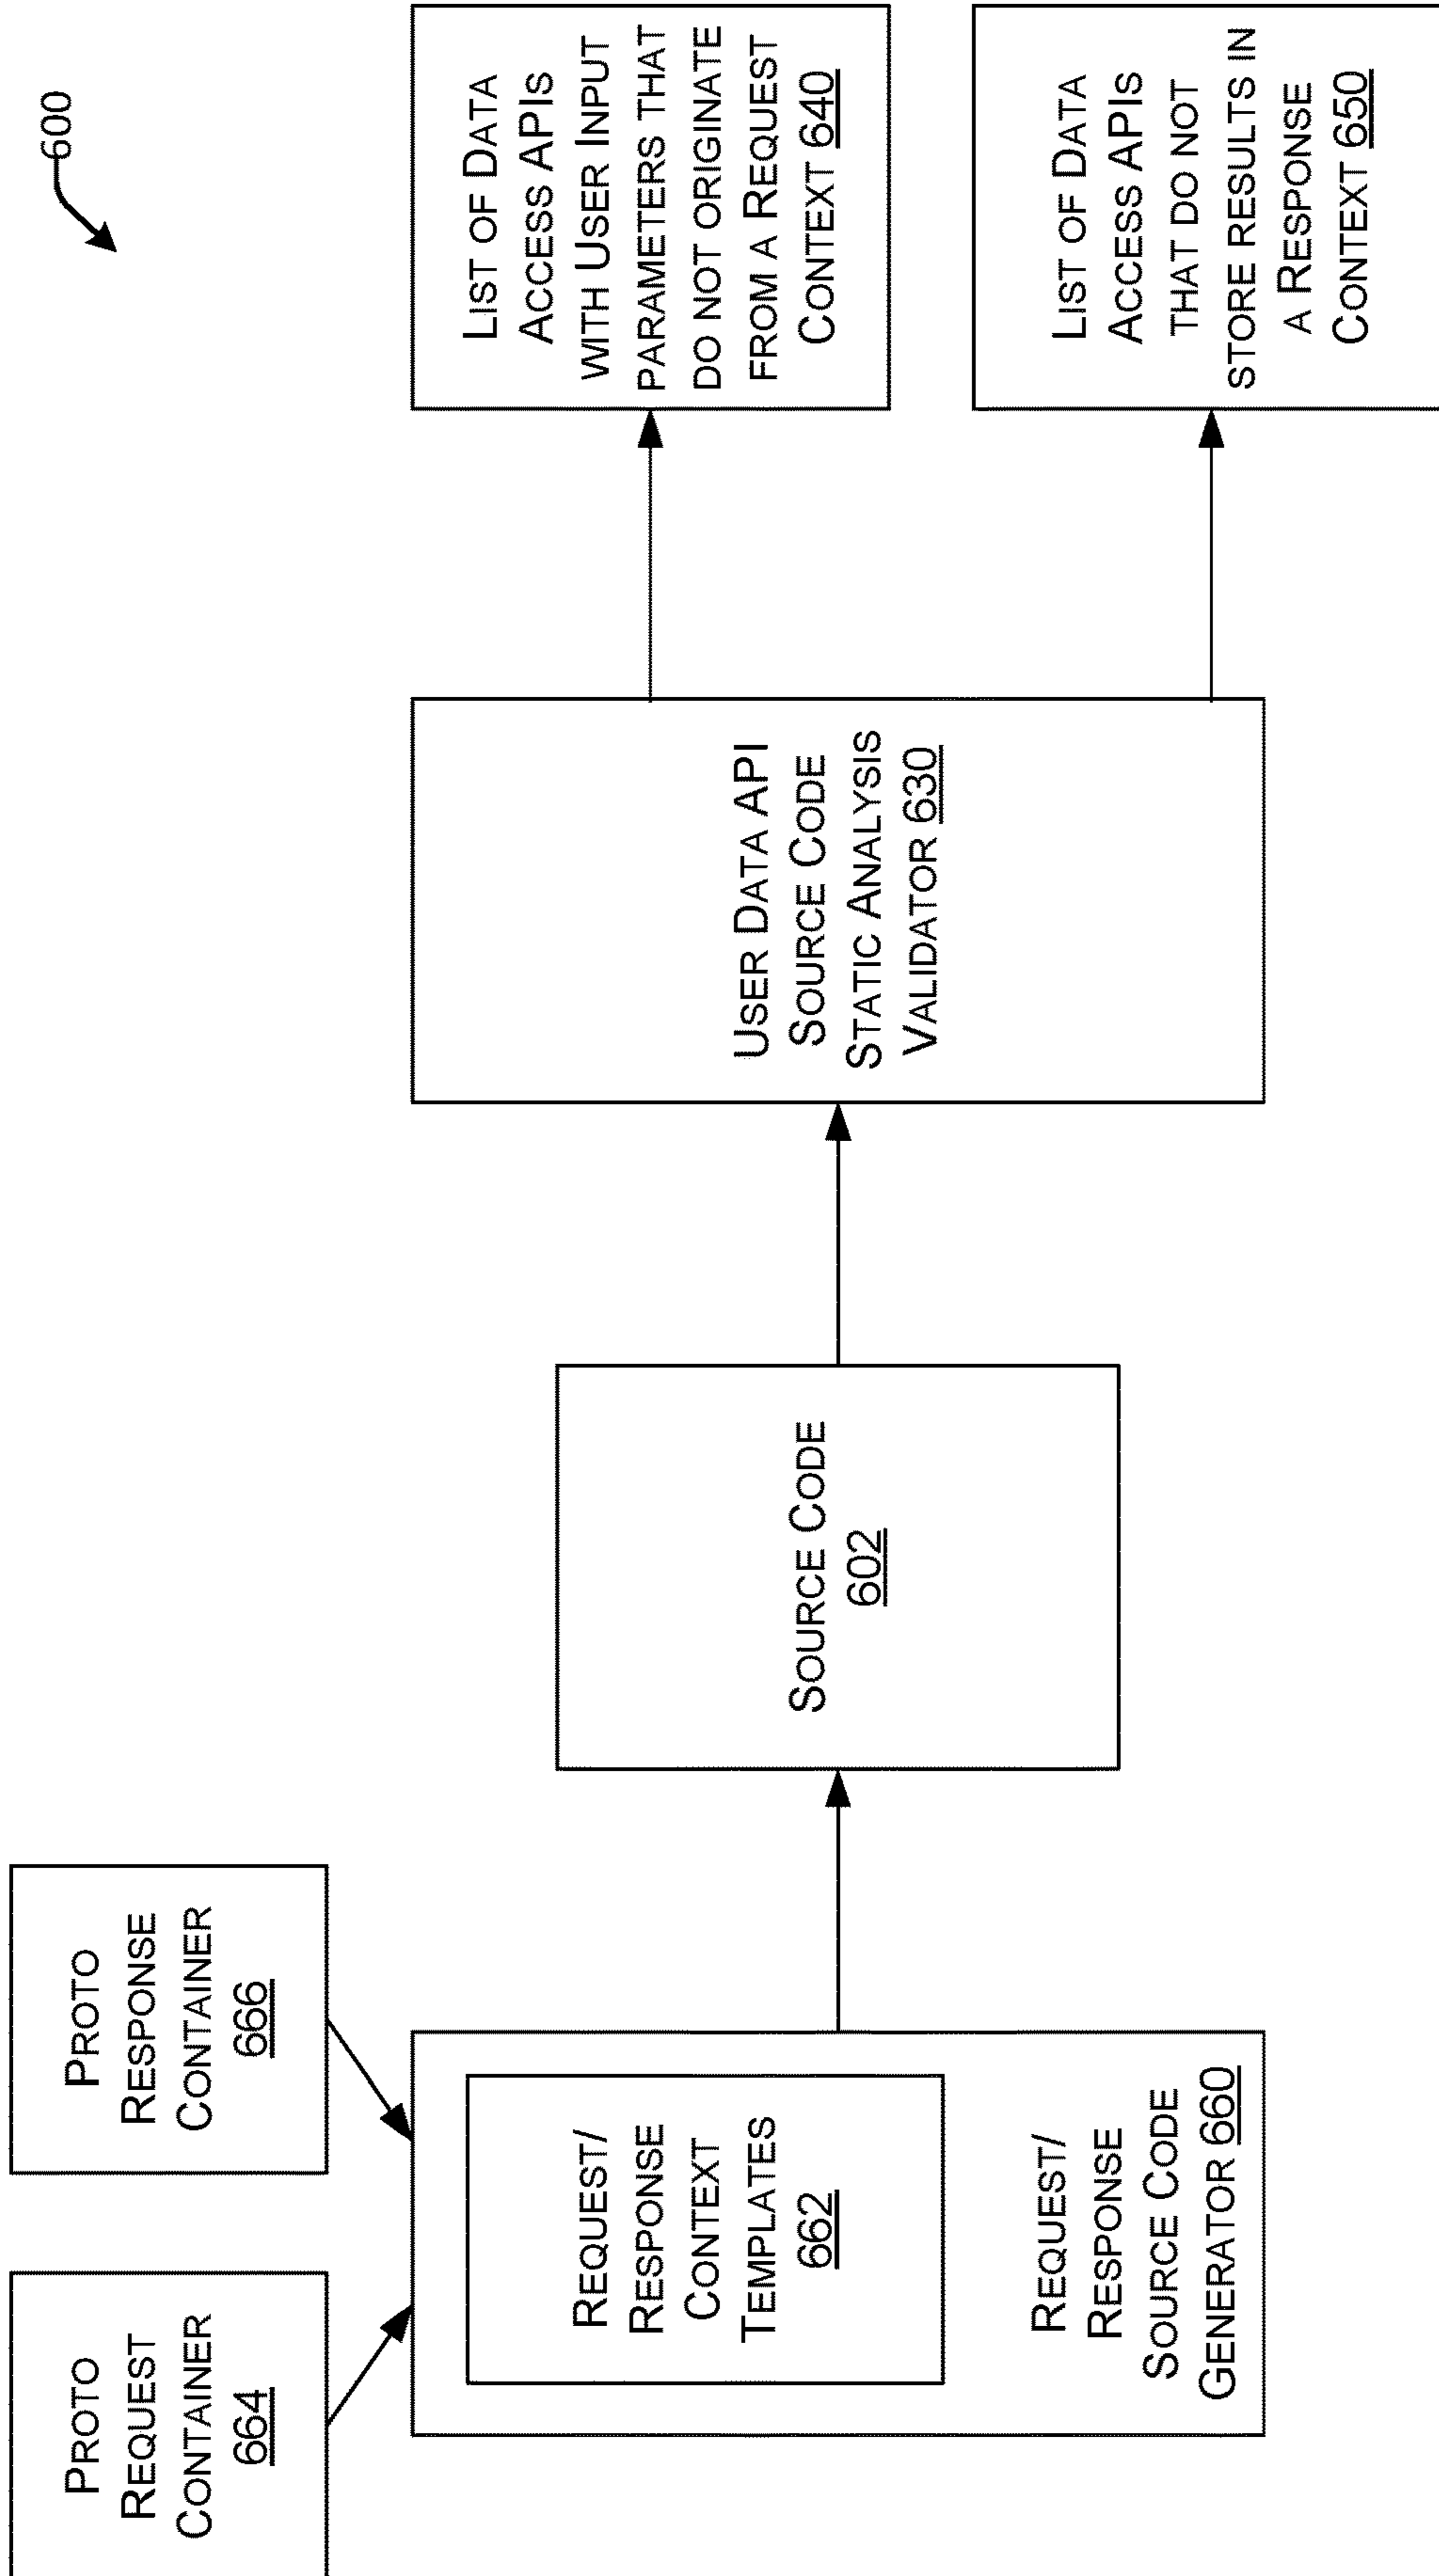 600
PROTO
REQUEST
CONTAINER
664
PROTO
RESPONSE
CONTAINER
666
REQUEST/
RESPONSE
CONTEXT
TEMPLATES
662
REQUEST/
RESPONSE
SOURCE CODE
GENERATOR 660
SOURCE CODE
602
USER DATA API
SOURCE CODE
STATIC ANALYSIS
VALIDATOR 630
LIST OF DATA
ACCESS APIS
WITH USER INPUT
PARAMETERS THAT
DO NOT ORIGINATE
FROM A REQUEST
CONTEXT 640
LIST OF DATA
ACCESS APIS
THAT DO NOT
STORE RESULTS IN
A RESPONSE
CONTEXT 650